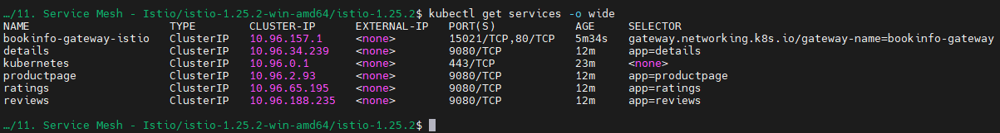 …/11. Service Mesh - Istio/istio-1.25.2-win-amd64/istio-1.25.2$ kubectl get services -o wide
NAME TYPE CLUSTER-IP EXTERNAL-IP PORT(S) AGE SELECTOR
bookinfo-gateway-istio ClusterIP 10.96.157.1 <none> 15021/TCP,80/TCP 5m34s gateway.networking.k8s.io/gateway-name=bookinfo-gateway
details ClusterIP 10.96.34.239 <none> 9080/TCP 12m app=details
kubernetes ClusterIP 10.96.0.1 <none> 443/TCP 23m <none>
productpage ClusterIP 10.96.2.93 <none> 9080/TCP 12m app=productpage
ratings ClusterIP 10.96.65.195 <none> 9080/TCP 12m app=ratings
reviews ClusterIP 10.96.188.235 <none> 9080/TCP 12m app=reviews
…/11. Service Mesh - Istio/istio-1.25.2-win-amd64/istio-1.25.2$